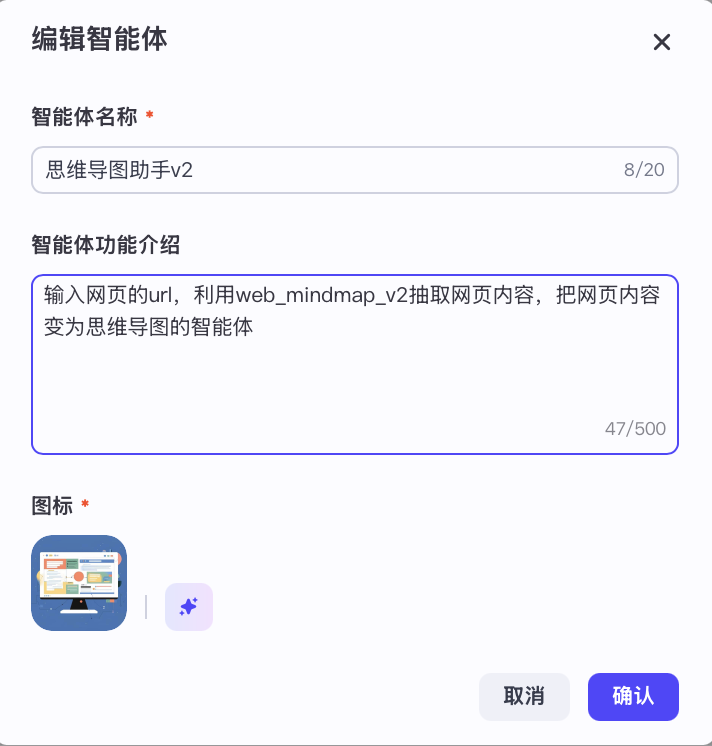 编辑智能体
智能体名称 *
思维导图助手v2
8/20
智能体功能介绍
输入网页的url，利用web_mindmap_v2抽取网页内容，把网页内容
变为思维导图的智能体
47/500
图标 *
取消
确认